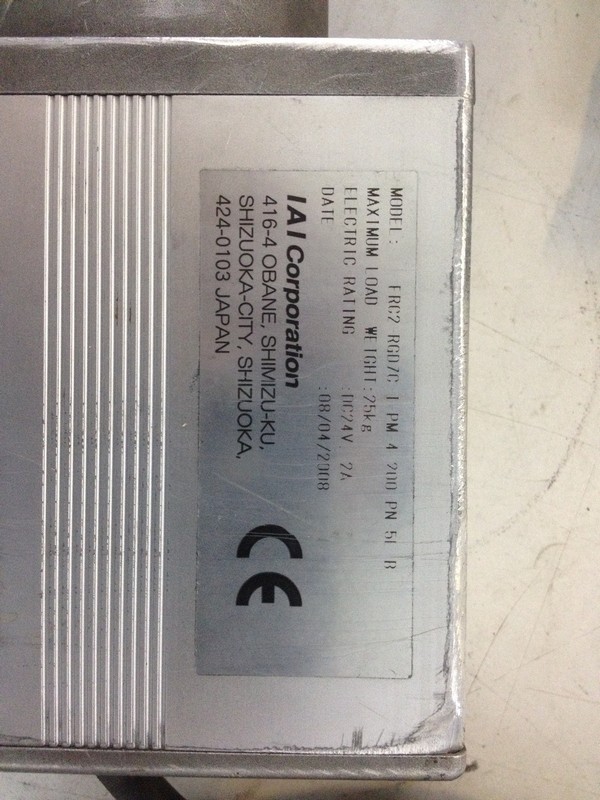 MODEL: ERC2 RGD7C I PM 4 200 PN 5L B
MAXIMUM LOAD WEIGHT:25kg
ELECTRIC RATING :DC24V 2A
DATE :08/04/2008
IAI Corporation
416-4 OBANE, SHIMIZU-KU,
SHIZUOKA-CITY, SHIZUOKA,
424-0103 JAPAN
CE